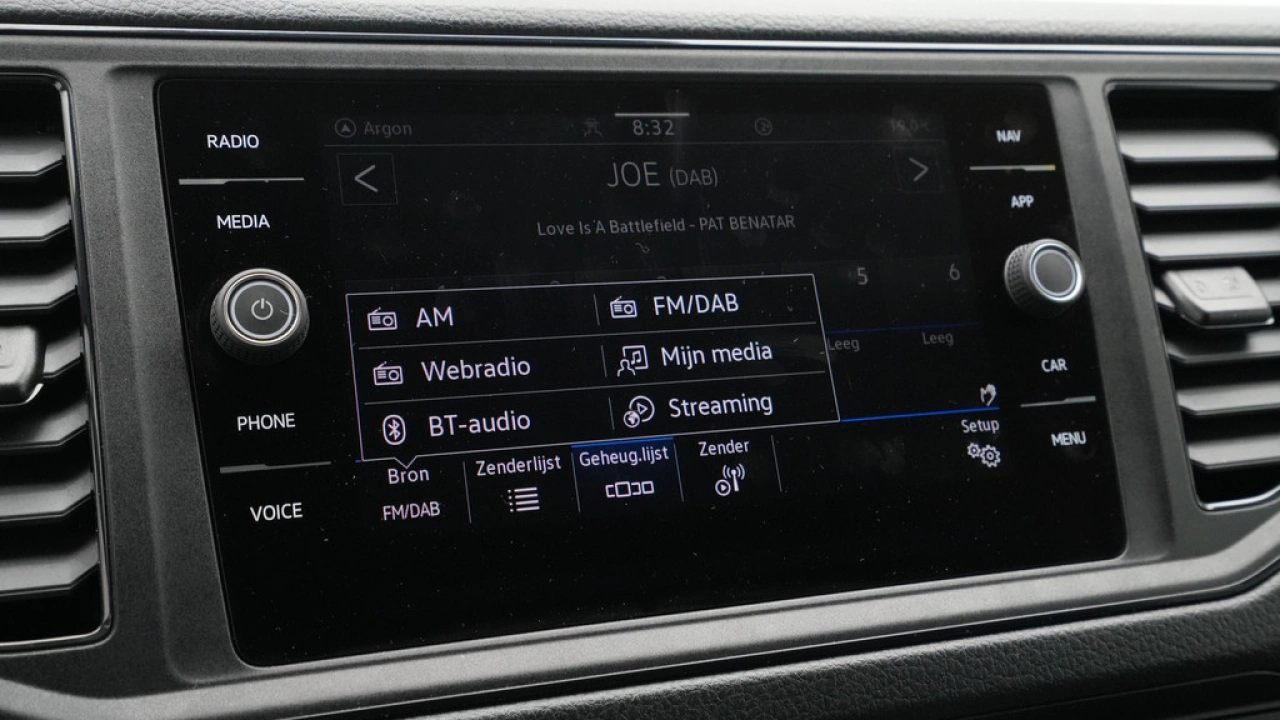 RADIO
MEDIA
PHONE
VOICE
Argon
8:32
JOE (DAB)
Love Is A Battlefield - PAT BENATAR
5
6
Leeg
Leeg
AM
FM/DAB
Webradio
Mijn media
BT-audio
Streaming
Bron
FM/DAB
Zenderlijst
Geheug.lijst
Zender
Setup
NAV
APP
CAR
MENU